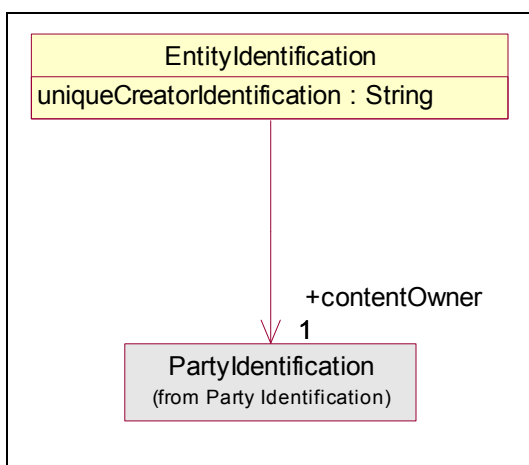 EntityIdentification
uniqueCreatorIdentification : String
+contentOwner
1
PartyIdentification
(from Party Identification)